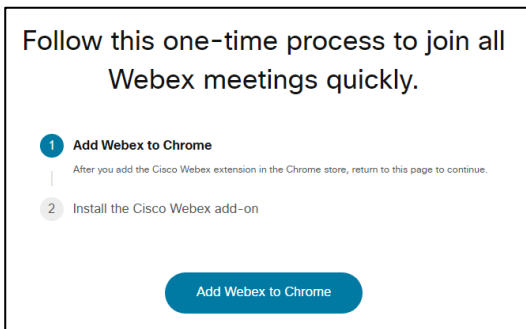 Follow this one-time process to join all
Webex meetings quickly.
1 Add Webex to Chrome
After you add the Cisco Webex extension in the Chrome store, return to this page to continue.
2 Install the Cisco Webex add-on
Add Webex to Chrome